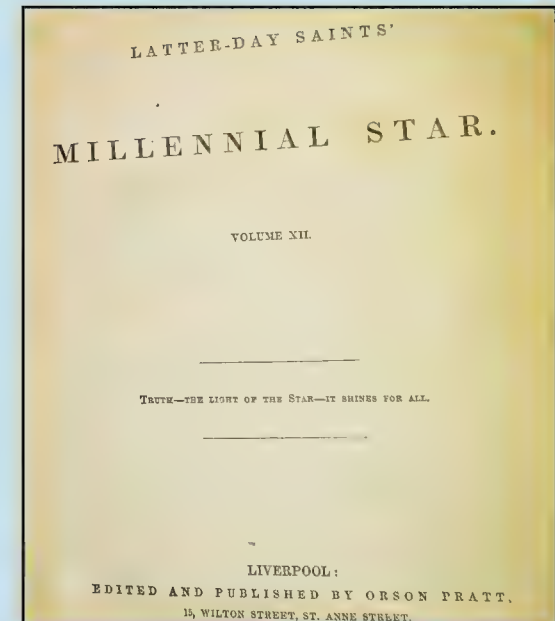 LATTER-DAY SAINTS'
MILLENNIAL STAR.
VOLUME XII.
TRUTH—THE LIGHT OF THE STAR—IT SHINES FOR ALL.
LIVERPOOL:
EDITED AND PUBLISHED BY ORSON PRATT,
15, WILTON STREET, ST. ANNE STREET.